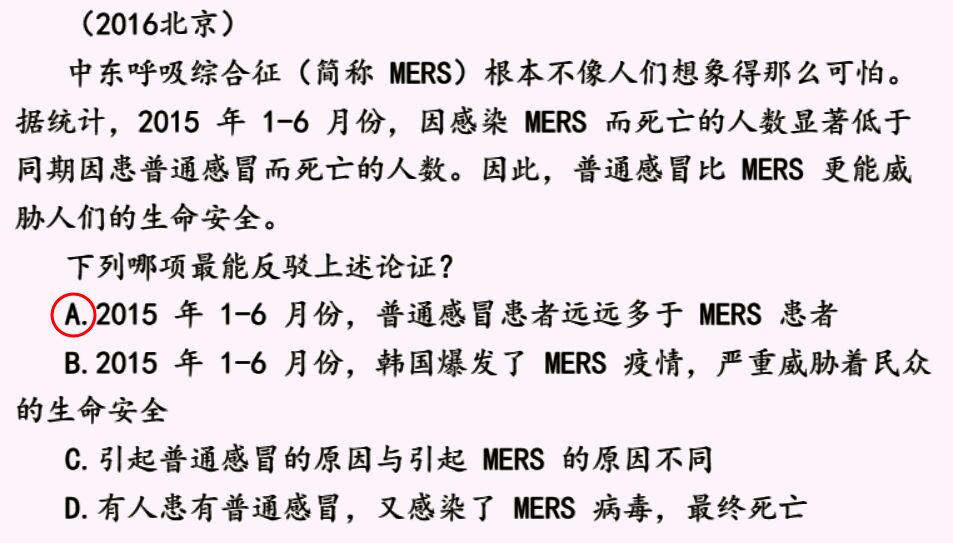 （2016北京）
中东呼吸综合征（简称 MERS）根本不像人们想象得那么可怕。
据统计，2015 年 1-6 月份，因感染 MERS 而死亡的人数显著低于
同期因患普通感冒而死亡的人数。因此，普通感冒比 MERS 更能威
胁人们的生命安全。
下列哪项最能反驳上述论证？
A.2015 年 1-6 月份，普通感冒患者远远多于 MERS 患者
B.2015 年 1-6 月份，韩国爆发了 MERS 疫情，严重威胁着民众
的生命安全
C.引起普通感冒的原因与引起 MERS 的原因不同
D.有人患有普通感冒，又感染了 MERS 病毒，最终死亡